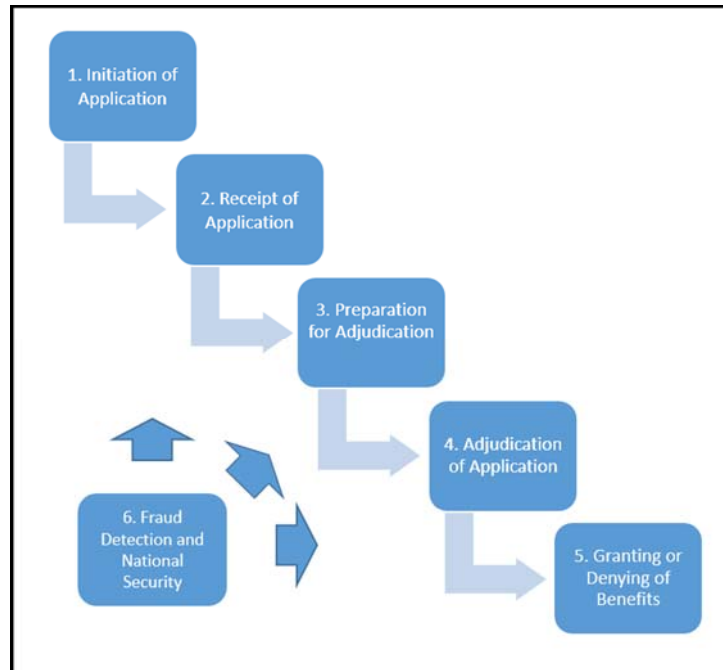 1. Initiation of
Application
2. Receipt of
Application
3. Preparation
for Adjudication
4. Adjudication
of Application
5. Granting or
Denying of
Benefits
6. Fraud
Detection and
National
Security